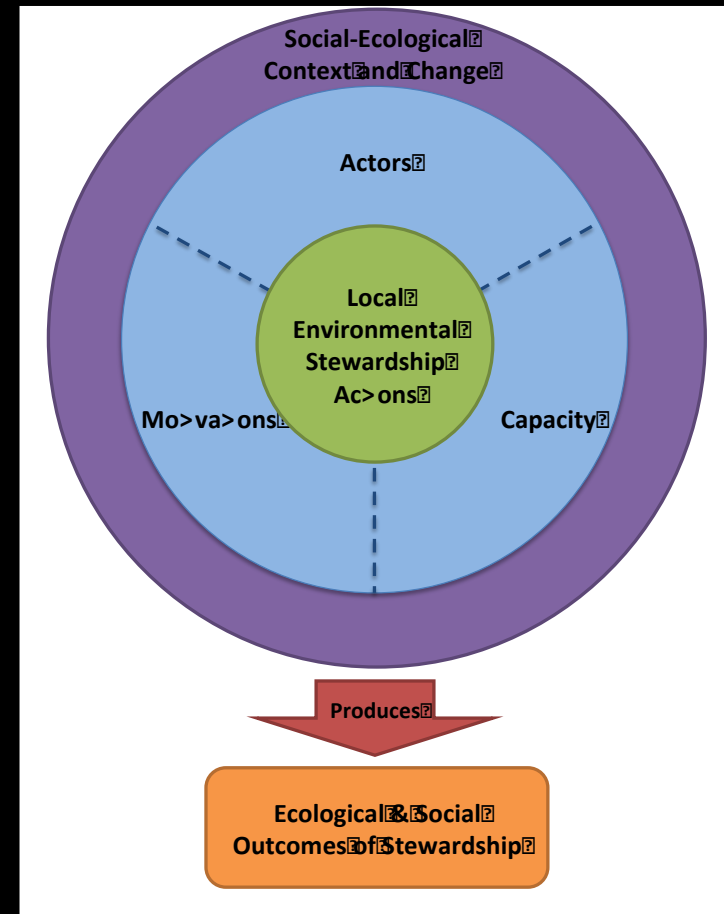 Social-Ecological⍰
Context⍰and⍰Change⍰
Actors⍰
Local⍰
Environmental⍰
Stewardship⍰
Ac>ons⍰
Mo>va>ons⍰
Capacity⍰
Produces⍰
Ecological⍰&⍰Social⍰
Outcomes⍰of⍰Stewardship⍰